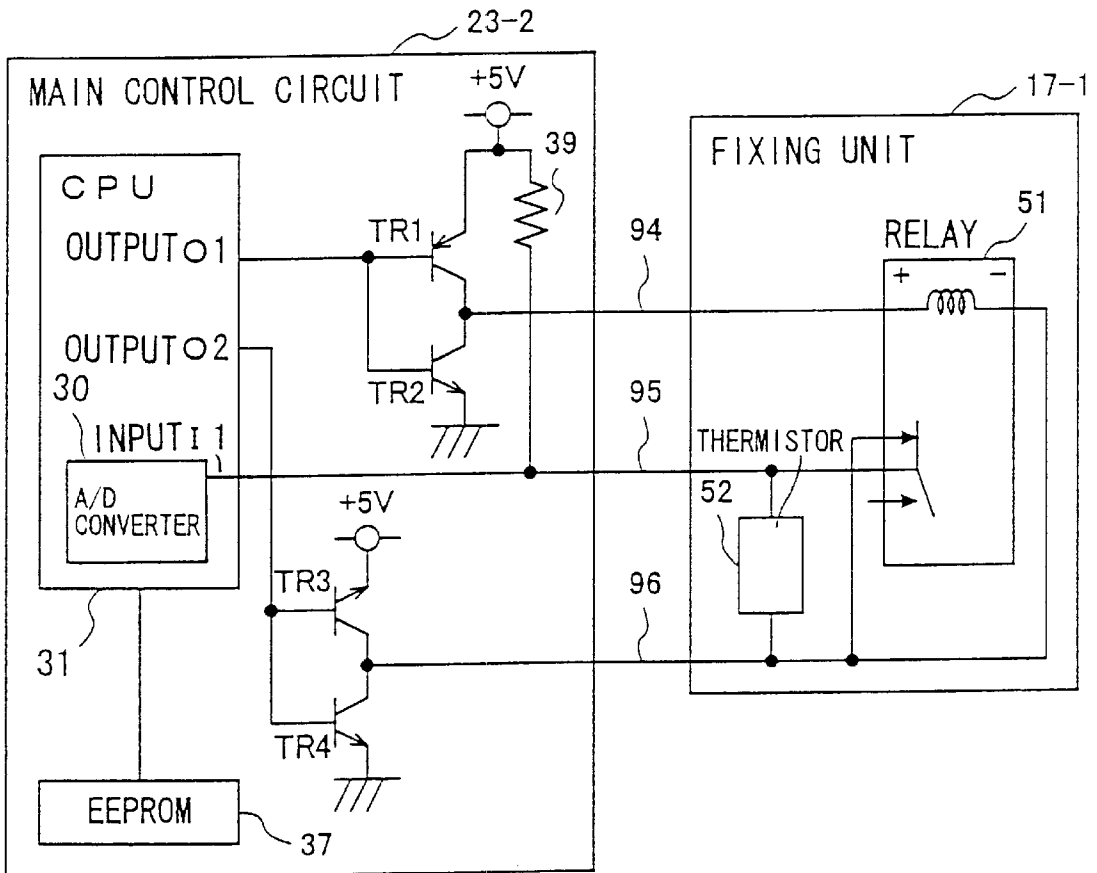 23-2
MAIN CONTROL CIRCUIT
+5V
17-1
39
FIXING UNIT
CPU
TR1
94
RELAY
51
OUTPUT O1
+ -
OUTPUT O2
TR2
30
INPUT I1
95
THERMISTOR
A/D
CONVERTER
+5V
52
TR3
96
31
TR4
EEPROM
37